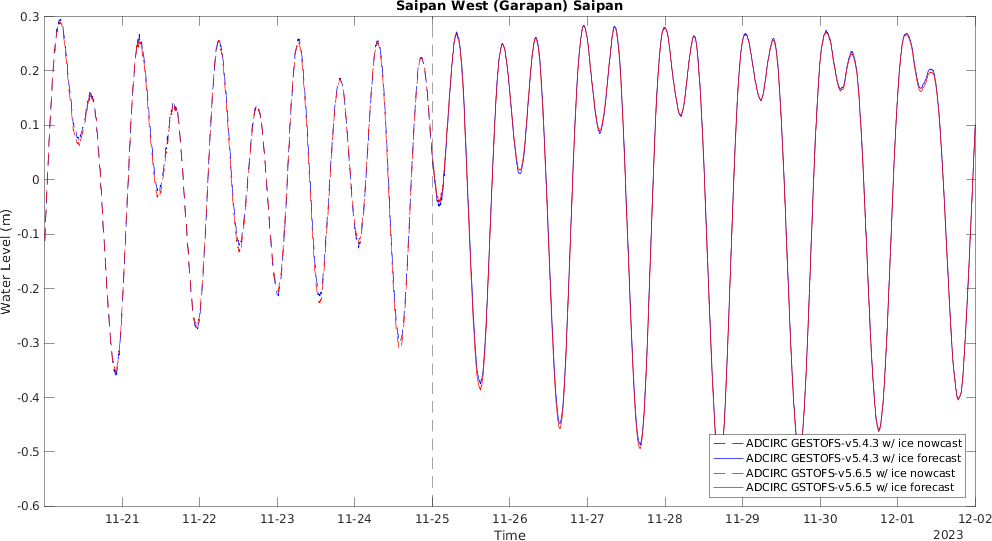 Saipan West (Garapan) Saipan
0.3
0.2
0.1
0
-0.1
-0.2
-0.3
-0.4
-0.5
-0.6
Water Level (m)
ADCIRC GESTOFS-v5.4.3 w/ ice nowcast
ADCIRC GESTOFS-v5.4.3 w/ ice forecast
ADCIRC GSTOFS-v5.6.5 w/ ice nowcast
ADCIRC GSTOFS-v5.6.5 w/ ice forecast
11-21 11-22 11-23 11-24 11-25 11-26 11-27 11-28 11-29 11-30 12-01 12-02
Time
2023